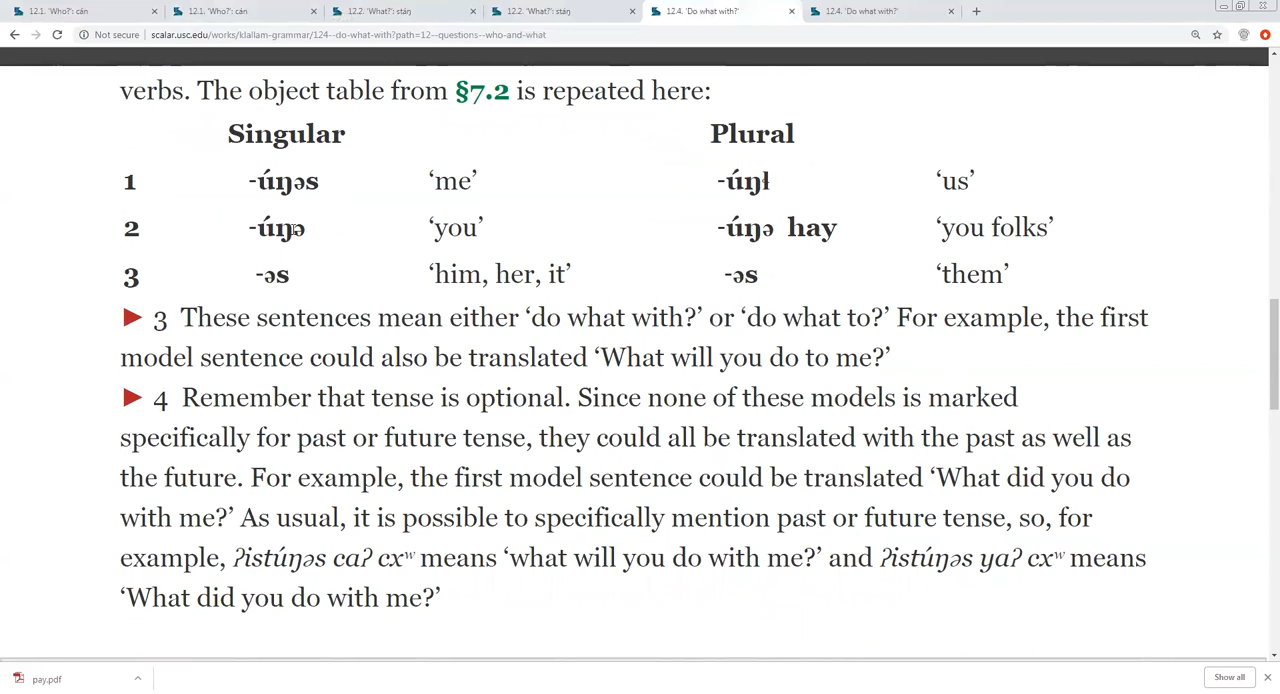 12.1. 'Who?': cán
12.1. 'Who?': cán
12.2. 'What?': stáŋ
12.2. 'What?': stáŋ
12.4. 'Do what with?'
12.4. 'Do what with?'
Not secure | scalar.usc.edu/works/klallam-grammar/124--do-what-with?path=12--questions--who-and-what
verbs. The object table from §7.2 is repeated here:
Singular Plural
1 -úŋəs ‘me’ -úŋɬ ‘us’
2 -úŋə ‘you’ -úŋə hay ‘you folks’
3 -əs ‘him, her, it’ -əs ‘them’
► 3 These sentences mean either ‘do what with?’ or ‘do what to?’ For example, the first
model sentence could also be translated ‘What will you do to me?’
► 4 Remember that tense is optional. Since none of these models is marked
specifically for past or future tense, they could all be translated with the past as well as
the future. For example, the first model sentence could be translated ‘What did you do
with me?’ As usual, it is possible to specifically mention past or future tense, so, for
example, ʔistúŋəs caʔ cxʷ means ‘what will you do with me?’ and ʔistúŋəs yaʔ cxʷ means
‘What did you do with me?’
pay.pdf
Show all